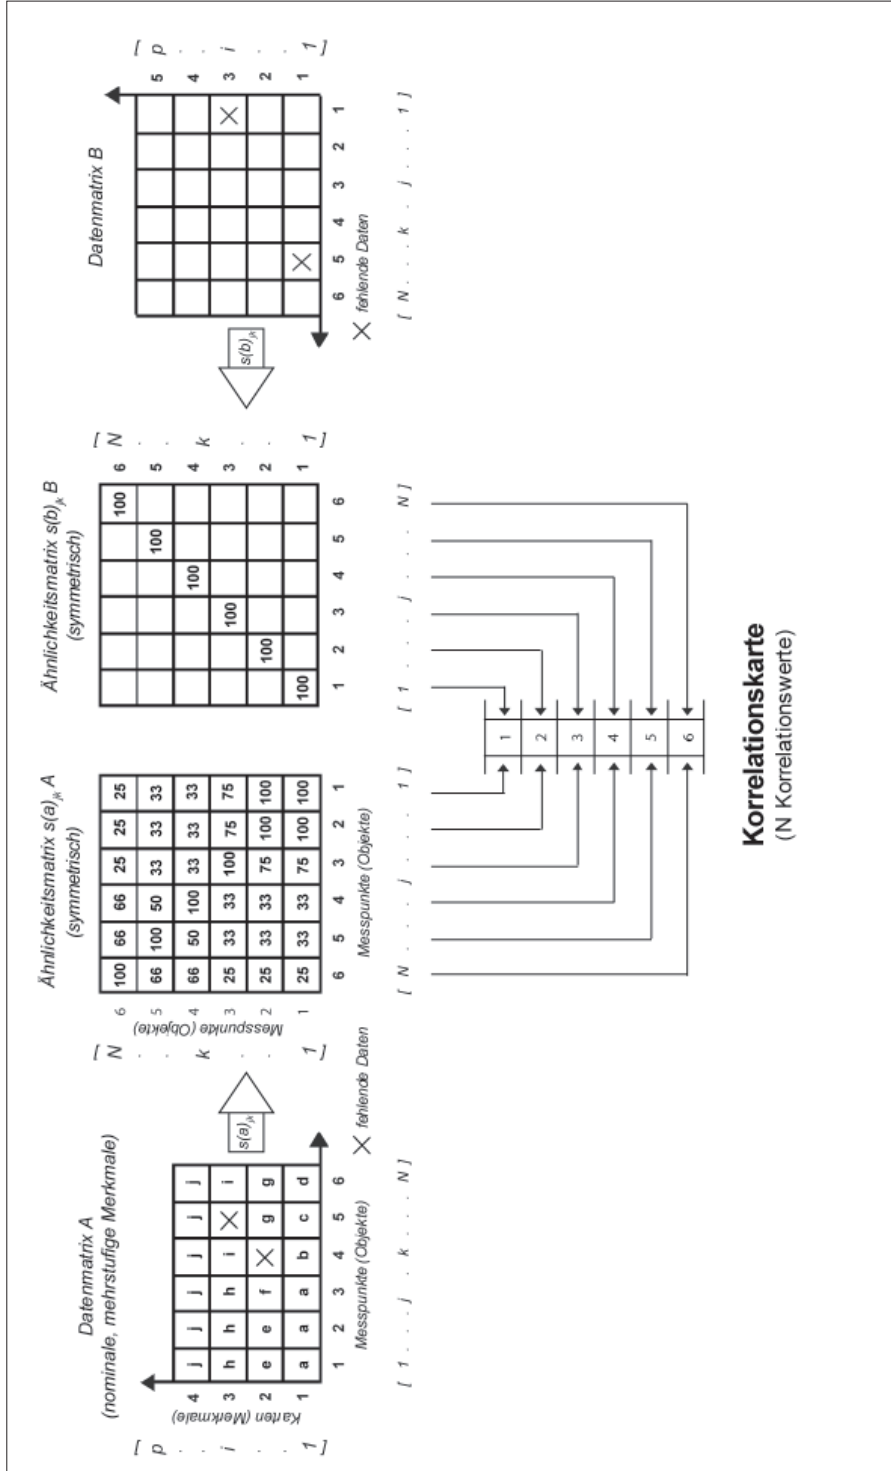 Datenmatrix A
(nominale, mehrstufige Merkmale)
[ p . . i . . 1 ]
Karten (Merkmale)
4 j j j j j j
3 h h h i X i
2 e e f X g g
1 a a a b c d
1 2 3 4 5 6
Messpunkte (Objekte)
X fehlende Daten
[ 1 . . . j . k . . . N ]
s(a)jk
Ähnlichkeitsmatrix s(a)jk A
(symmetrisch)
[ N . . k . . 1 ]
Messpunkte (Objekte)
6 100 66 66 25 25 25
5 66 100 50 33 33 33
4 66 50 100 33 33 33
3 25 33 33 100 75 75
2 25 33 33 75 100 100
1 25 33 33 75 100 100
6 5 4 3 2 1
Messpunkte (Objekte)
[ N . . . j . . . 1 ]
Ähnlichkeitsmatrix s(b)jk B
(symmetrisch)
[ N . . k . . 1 ]
100 6
100 5
100 4
100 3
100 2
100 1
1 2 3 4 5 6
[ 1 . . . j . . . N ]
s(b)jk
Datenmatrix B
[ p . . i . . 1 ]
5
4
X 3
2
X 1
6 5 4 3 2 1
X fehlende Daten
[ N . . . k . j . . . 1 ]
1 2 3 4 5 6
Korrelationskarte
(N Korrelationswerte)